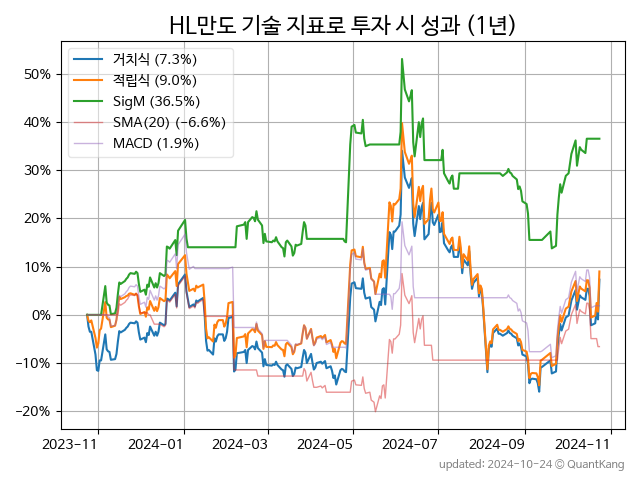 HL만도 기술 지표로 투자 시 성과 (1년)
거치식 (7.3%)
적립식 (9.0%)
SigM (36.5%)
SMA(20) (−6.6%)
MACD (1.9%)
50%
40%
30%
20%
10%
0%
−10%
−20%
2023−11 2024−01 2024−03 2024−05 2024−07 2024−09 2024−11
updated: 2024-10-24 © QuantKang